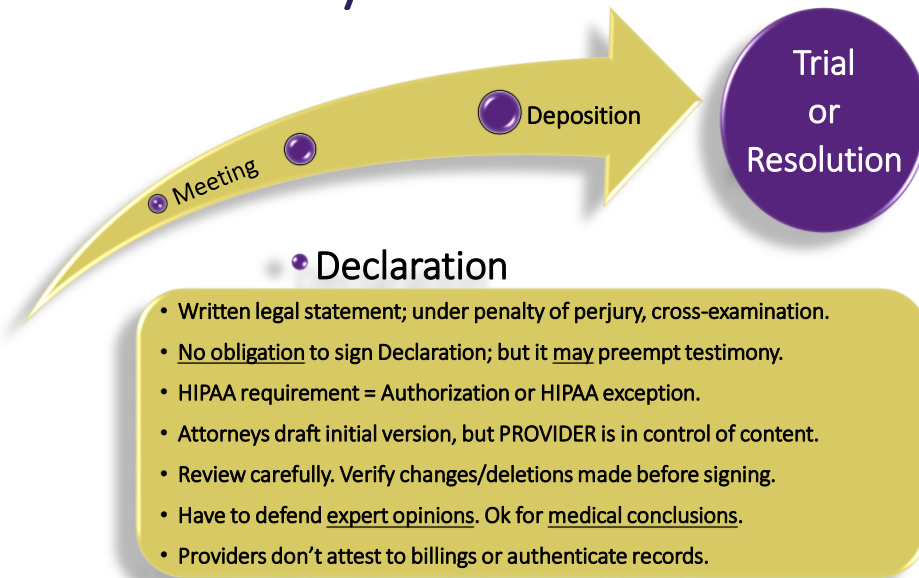 Meeting
Deposition
Trial
or
Resolution
Declaration
• Written legal statement; under penalty of perjury, cross-examination.
• No obligation to sign Declaration; but it may preempt testimony.
• HIPAA requirement = Authorization or HIPAA exception.
• Attorneys draft initial version, but PROVIDER is in control of content.
• Review carefully. Verify changes/deletions made before signing.
• Have to defend expert opinions. Ok for medical conclusions.
• Providers don’t attest to billings or authenticate records.